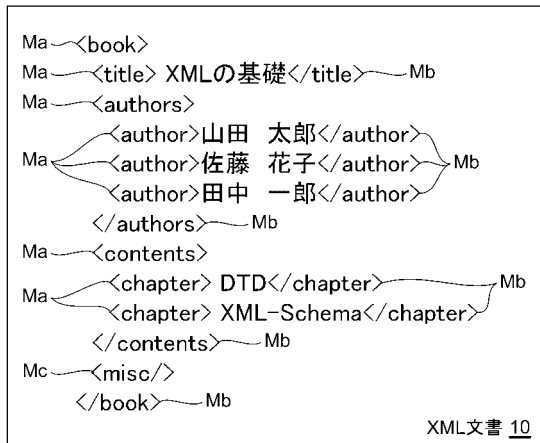 Ma <book>
Ma <title> XMLの基礎</title> Mb
Ma <authors>
<author>山田 太郎</author>
Ma <author>佐藤 花子</author> Mb
<author>田中 一郎</author>
</authors> Mb
Ma <contents>
<chapter> DTD</chapter> Mb
Ma <chapter> XML-Schema</chapter>
</contents> Mb
Mc <misc/>
</book> Mb
XML文書 10